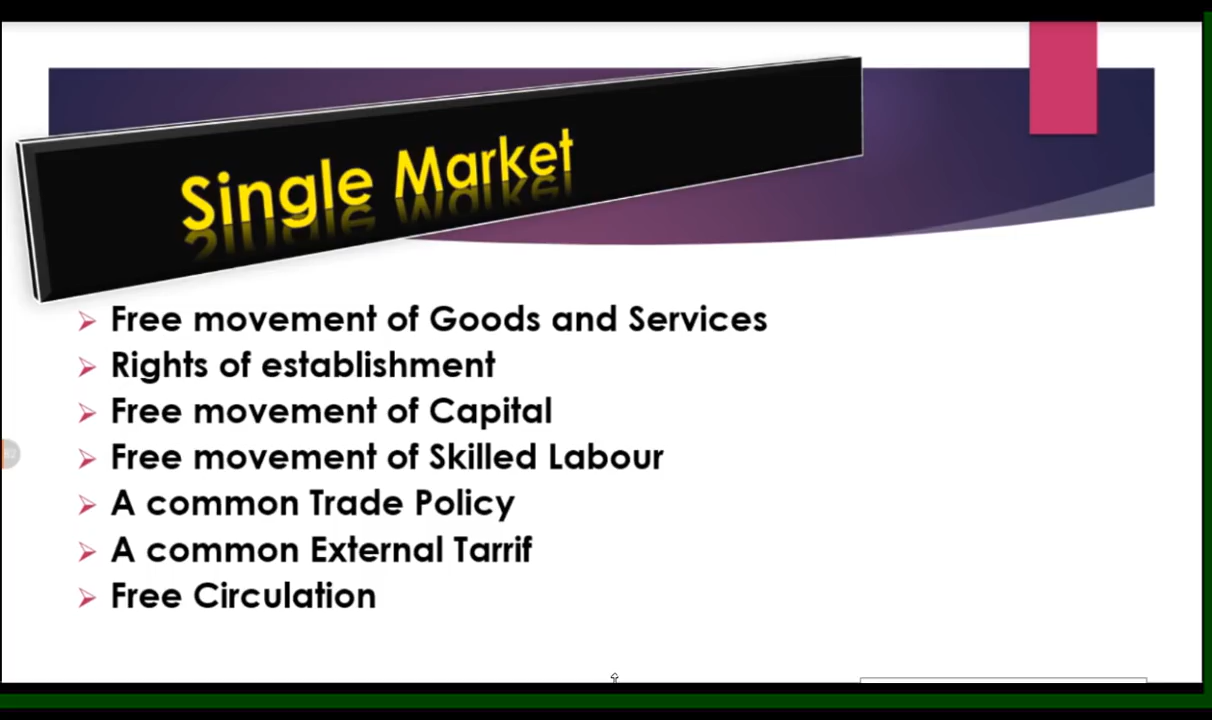 Single Market
Free movement of Goods and Services
Rights of establishment
Free movement of Capital
Free movement of Skilled Labour
A common Trade Policy
A common External Tarrif
Free Circulation